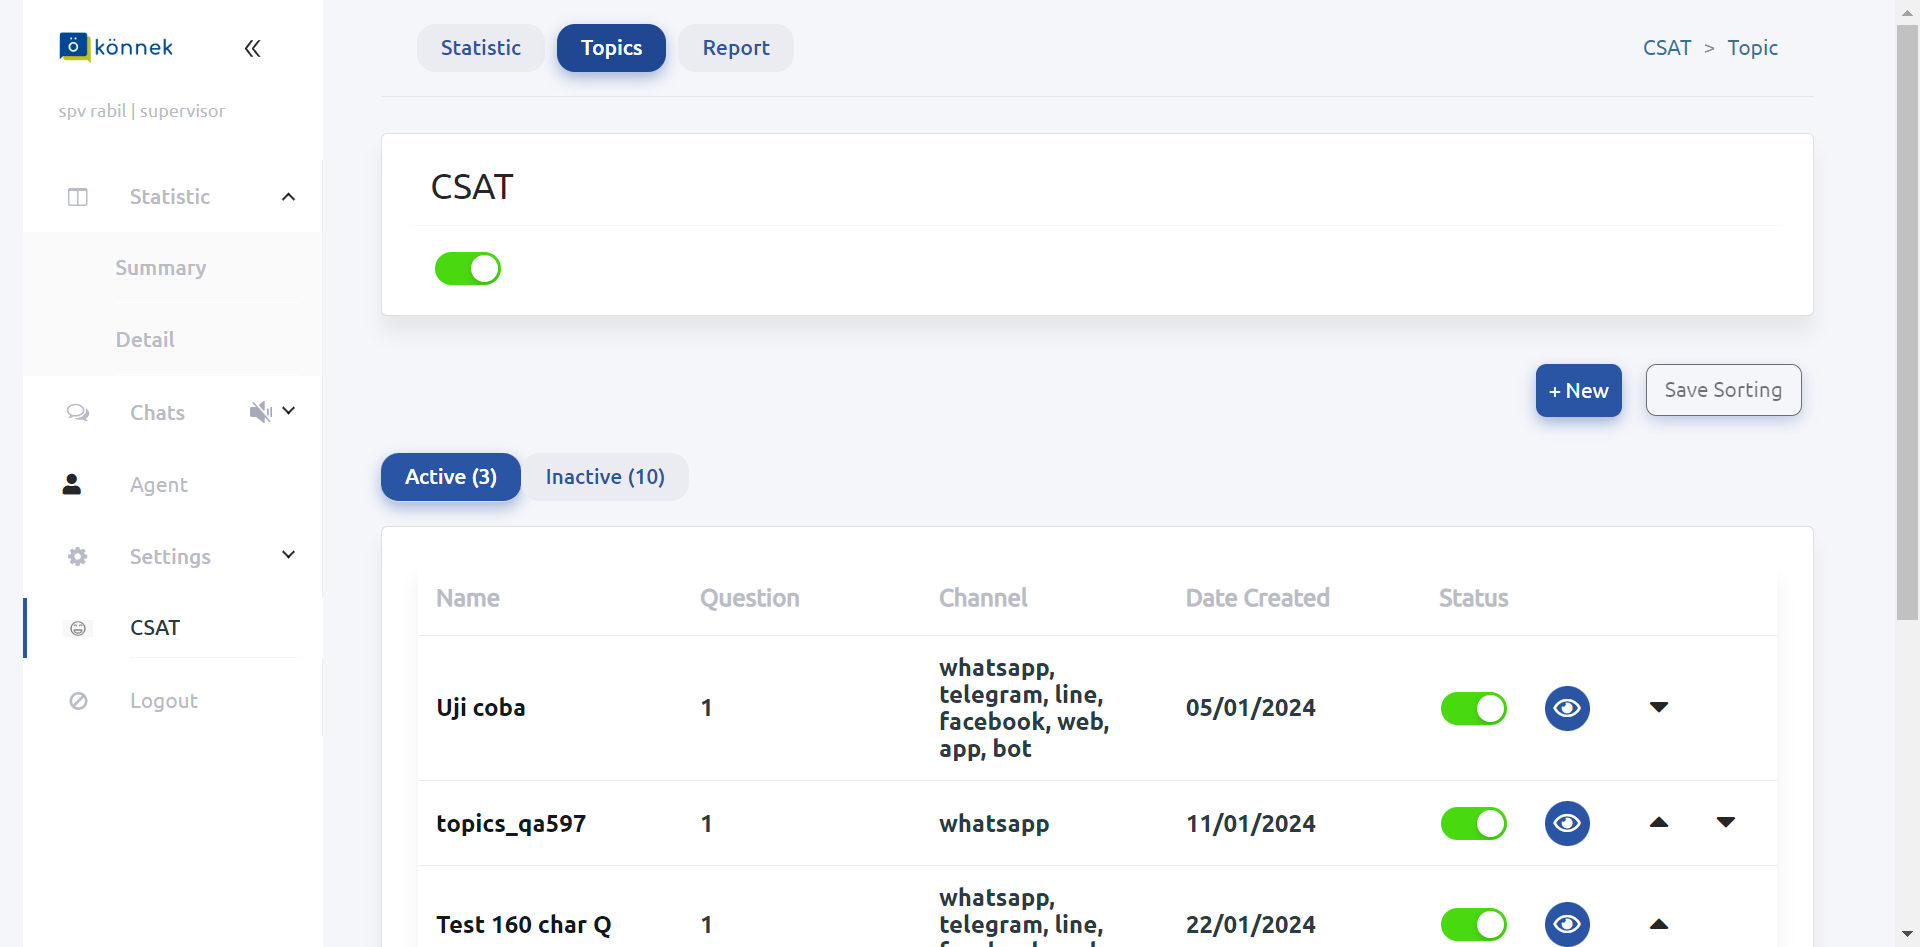 ö könnek
spv rabil | supervisor
Statistic
Summary
Detail
Chats
Agent
Settings
CSAT
Logout
Statistic Topics Report
CSAT > Topic
CSAT
+ New Save Sorting
Active (3) Inactive (10)
Name Question Channel Date Created Status
Uji coba 1 whatsapp, 05/01/2024
telegram, line,
facebook, web,
app, bot
topics_qa597 1 whatsapp 11/01/2024
Test 160 char Q 1 whatsapp, 22/01/2024
telegram, line,